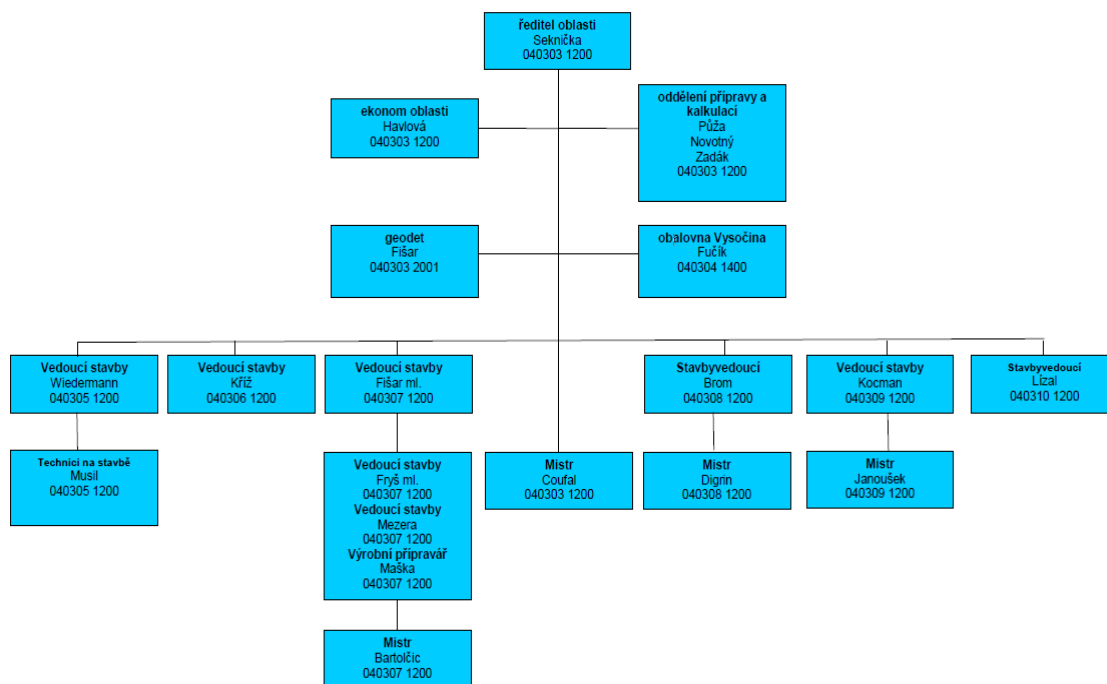 ředitel oblasti
Seknička
040303 1200
ekonom oblasti
Havlová
040303 1200
oddělení přípravy a
kalkulací
Půža
Novotný
Zadák
040303 1200
geodet
Fišar
040303 2001
obalovna Vysočina
Fučík
040304 1400
Vedoucí stavby
Wiedermann
040305 1200
Vedoucí stavby
Kříž
040306 1200
Vedoucí stavby
Fišar ml.
040307 1200
Stavbyvedoucí
Brom
040308 1200
Vedoucí stavby
Kocman
040309 1200
Stavbyvedoucí
Lízal
040310 1200
Technici na stavbě
Musil
040305 1200
Vedoucí stavby
Fryš ml.
040307 1200
Vedoucí stavby
Mezera
040307 1200
Výrobní přípravář
Maška
040307 1200
Mistr
Coufal
040303 1200
Mistr
Digrin
040308 1200
Mistr
Janoušek
040309 1200
Mistr
Bartolčic
040307 1200